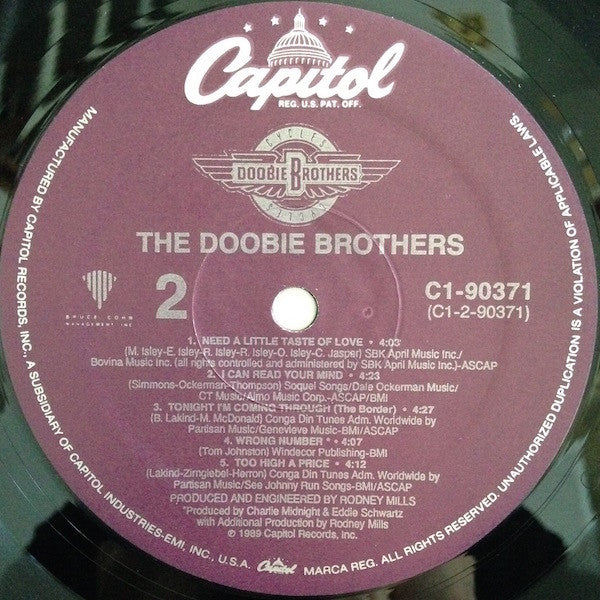 Capitol
REG. U.S. PAT. OFF.
CYCLES
DOOBIE BROTHERS
CYCLES
THE DOOBIE BROTHERS
2
C1-90371
(C1-2-90371)
BRUCE COHN
MANAGEMENT INC
1. NEED A LITTLE TASTE OF LOVE • 4:03
(M. Isley-E. Isley-R. Isley-R. Isley-O. Isley-C. Jasper) SBK April Music Inc./
Bovina Music Inc. (all rights controlled and administered by SBK April Music Inc.)-ASCAP
2. I CAN READ YOUR MIND • 4:23
(Simmons-Ockerman-Thompson) Soquel Songs/Dale Ockerman Music/
CT Music/Almo Music Corp.-ASCAP/BMI
3. TONIGHT I'M COMING THROUGH (The Border) • 4:27
(B. Lakind-M. McDonald) Conga Din Tunes Adm. Worldwide by
Partisan Music/Genevieve Music-BMI/ASCAP
4. WRONG NUMBER * • 4:07
(Tom Johnston) Windecor Publishing-BMI
5. TOO HIGH A PRICE • 4:12
(Lakind-Zirngiebel-Herron) Conga Din Tunes Adm. Worldwide by
Partisan Music/See Johnny Run Songs-BMI/ASCAP
PRODUCED AND ENGINEERED BY RODNEY MILLS
*Produced by Charlie Midnight & Eddie Schwartz
with Additional Production by Rodney Mills
℗ 1989 Capitol Records, Inc.
MANUFACTURED BY CAPITOL RECORDS, INC., A SUBSIDIARY OF CAPITOL INDUSTRIES-EMI, INC., U.S.A. Capitol MARCA REG. ALL RIGHTS RESERVED. UNAUTHORIZED DUPLICATION IS A VIOLATION OF APPLICABLE LAWS.